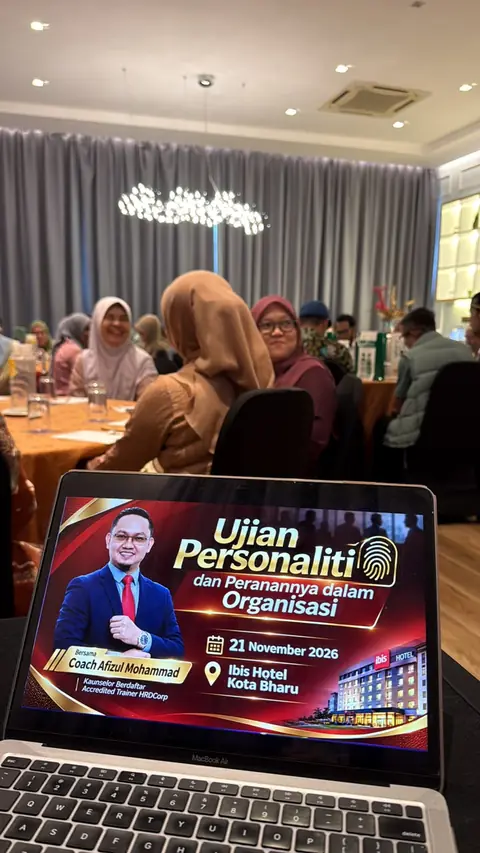 Ujian
Personaliti
dan Peranannya dalam
Organisasi
21 November 2026
Ibis Hotel
Kota Bharu
Bersama
Coach Afizul Mohammad
Kaunselor Berdaftar
Accredited Trainer HRDCorp
ibis HOTEL
MacBook Air
Q W E R T Y U I O P
A S D F G H J K L
delete